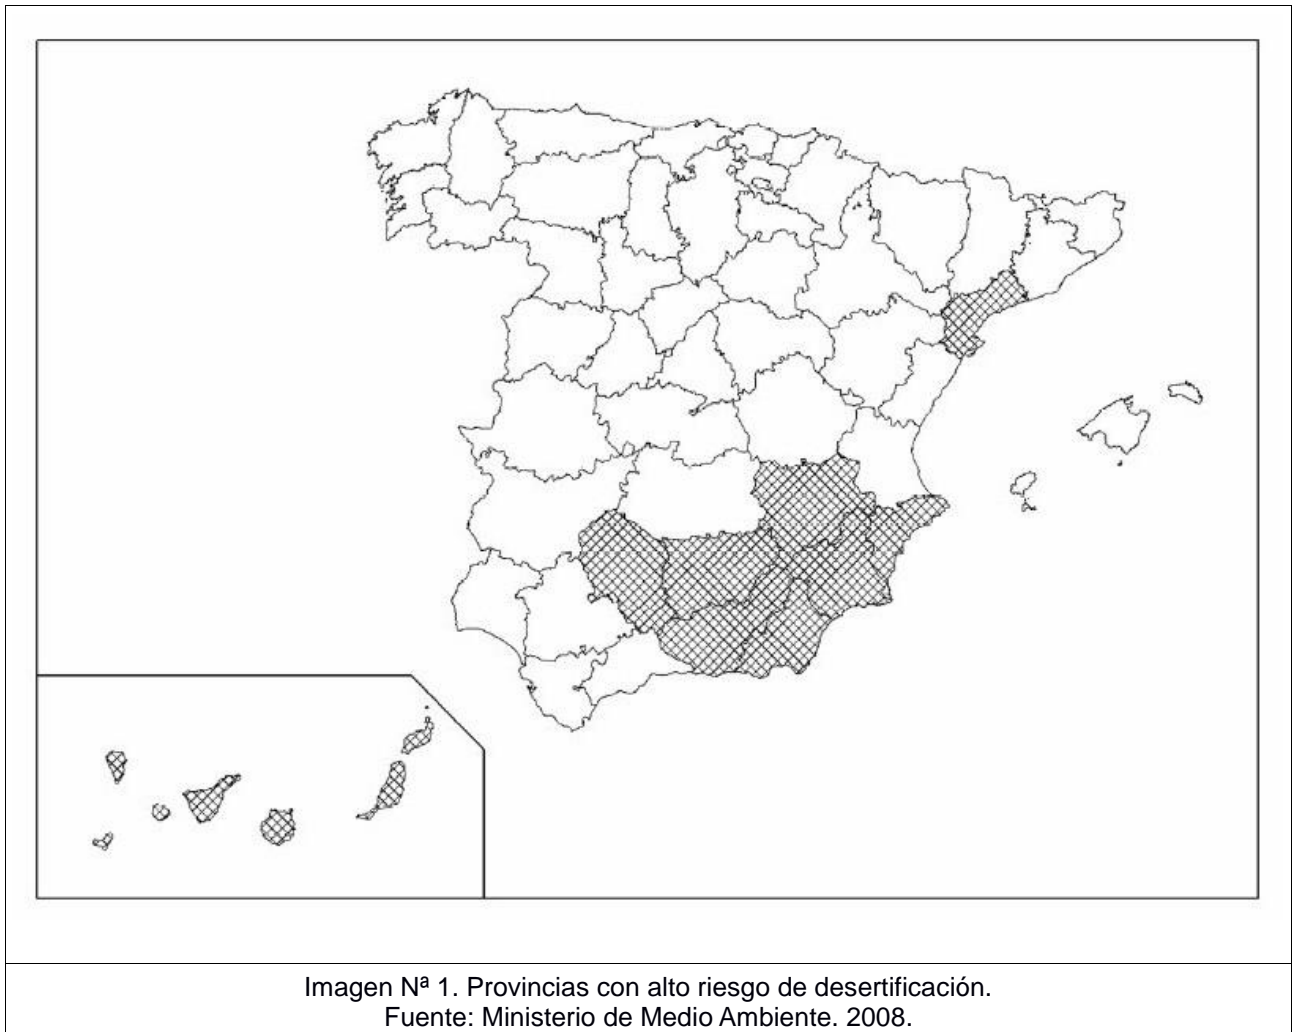 Imagen Nª 1. Provincias con alto riesgo de desertificación.
Fuente: Ministerio de Medio Ambiente. 2008.